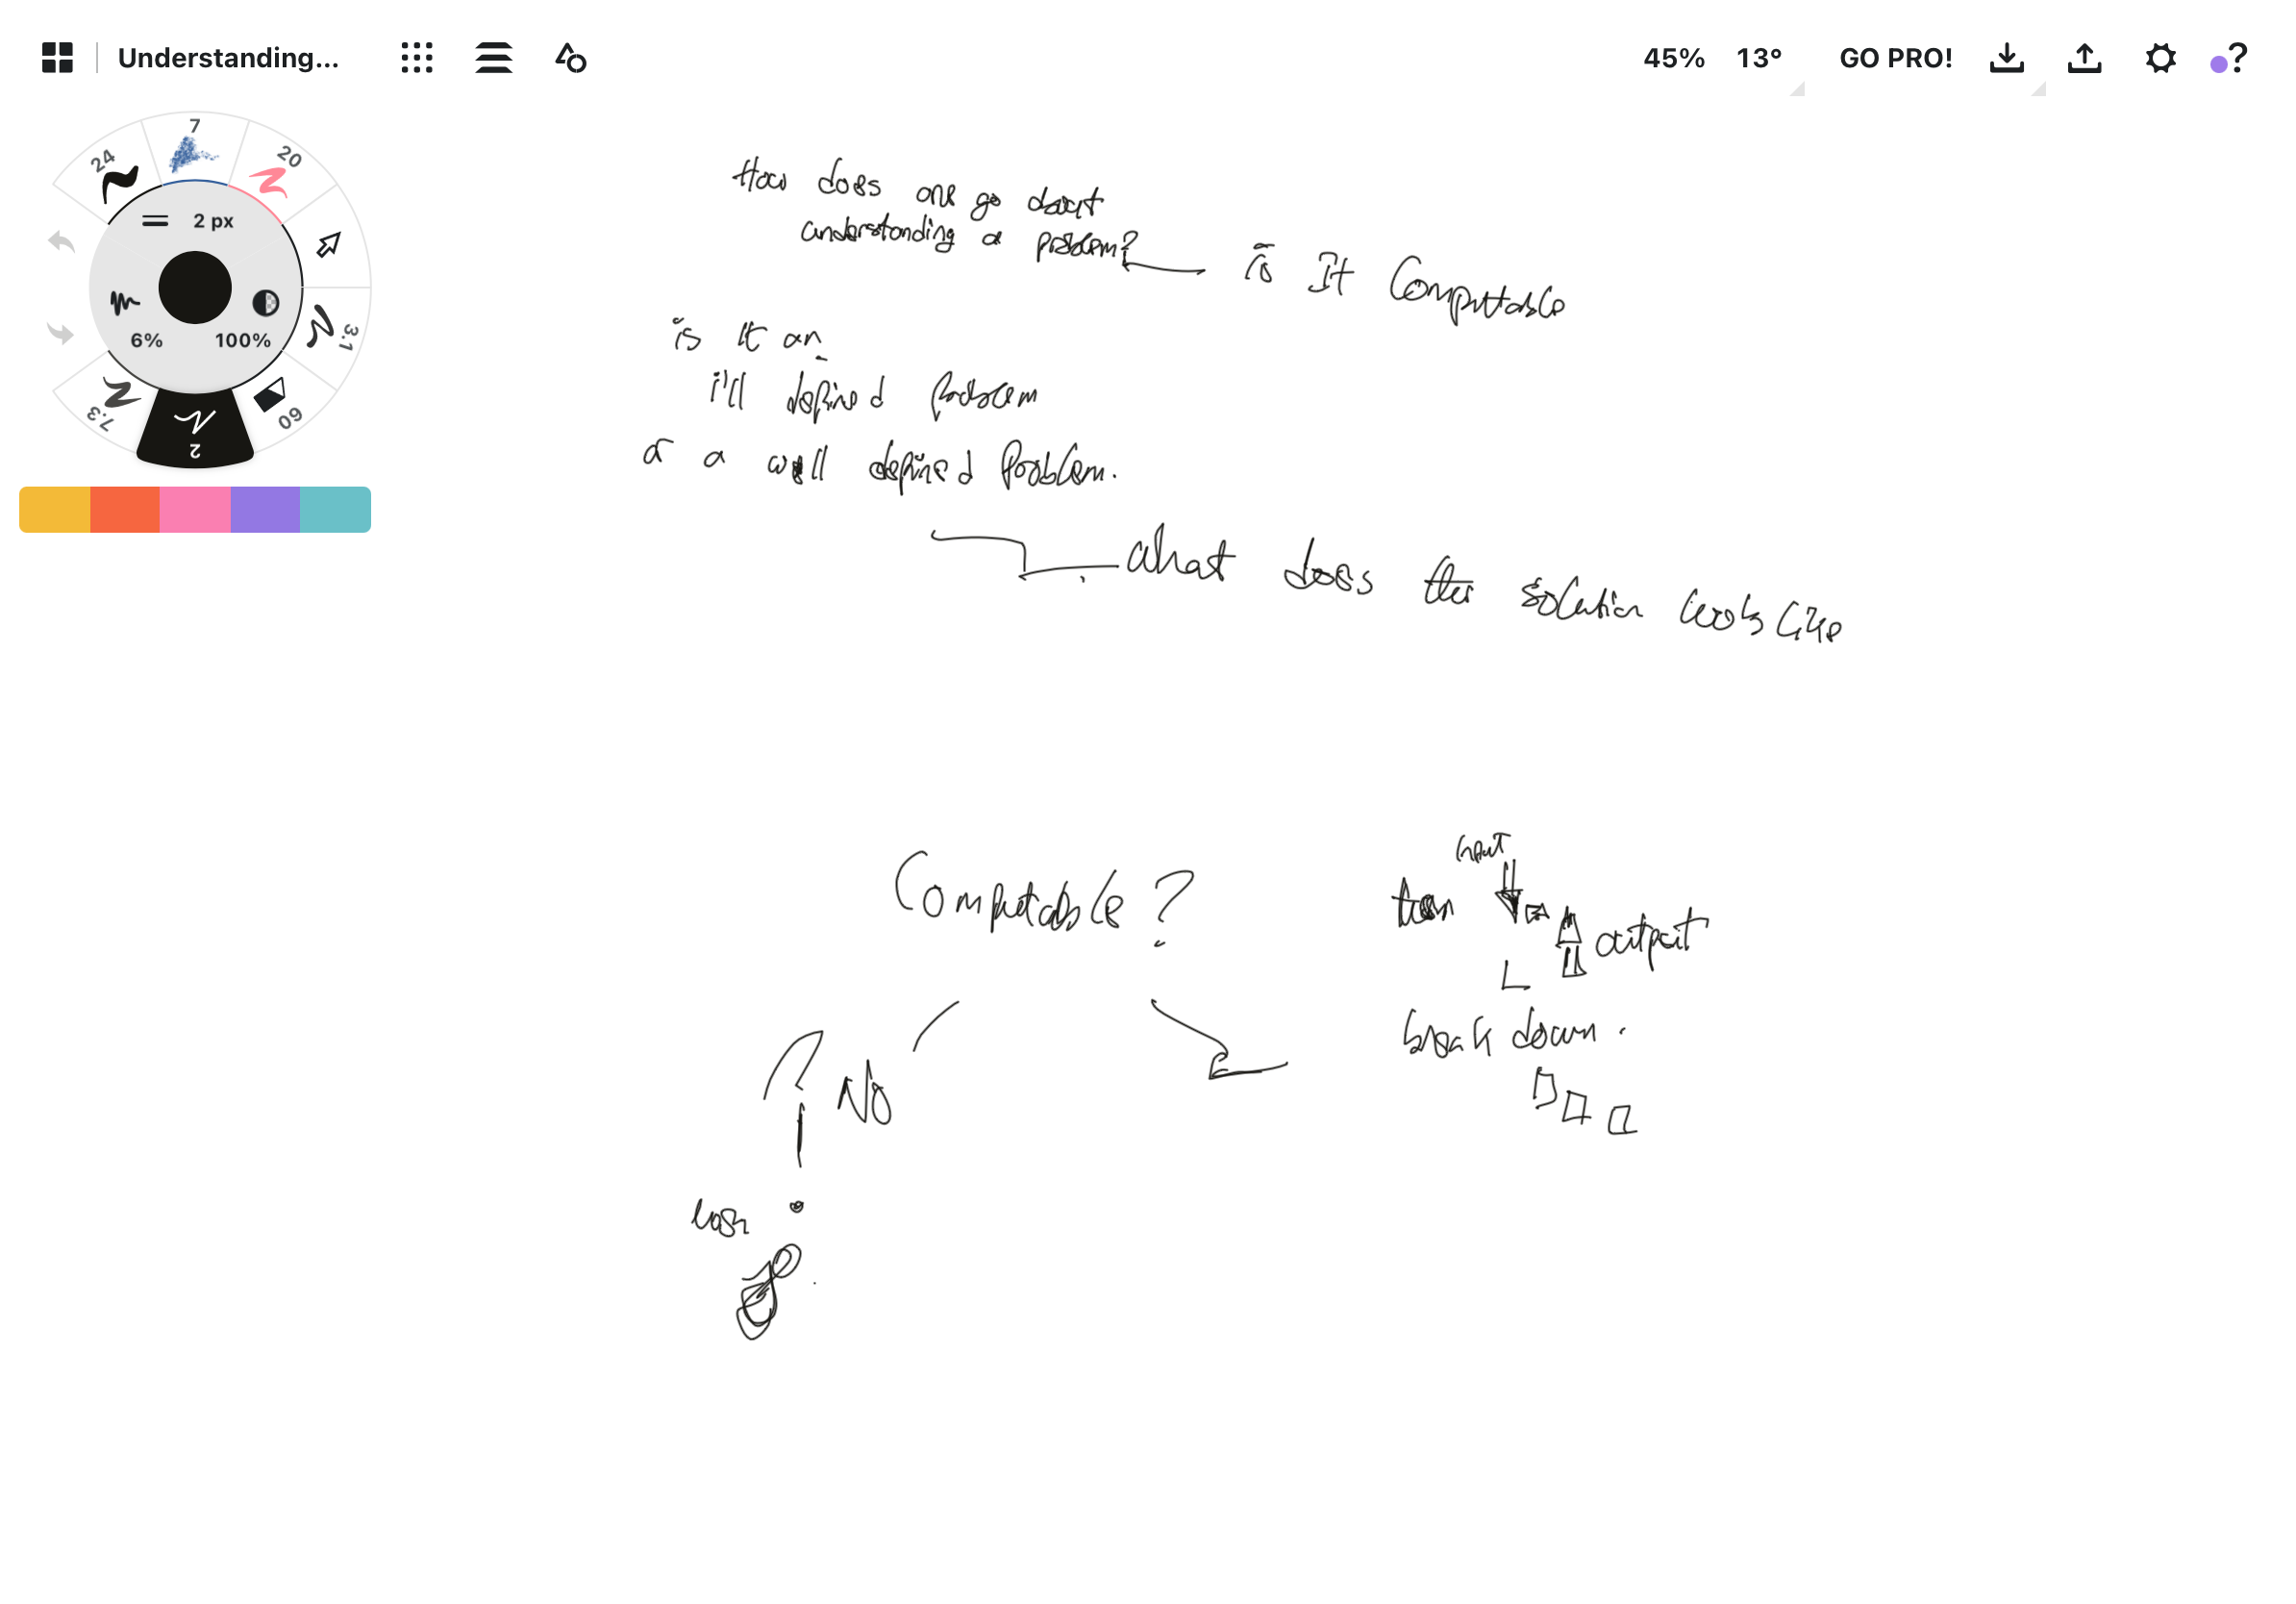 Understanding...
45% 13° GO PRO!
7
24
20
2 px
3.1
6% 100%
7.3
60
2
How does one go about
understanding a problem?
is It Computable
is it an
ill defined problem
or a well defined Problem.
what does the solution looks like
Computable?
input
output
break down.
No